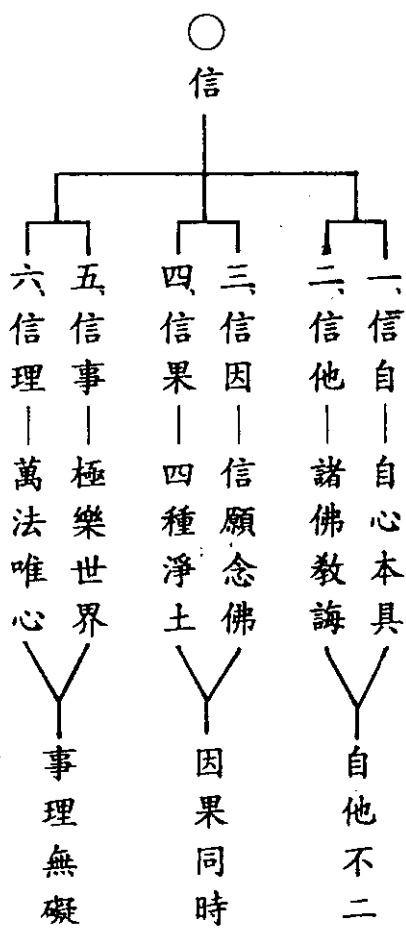 ○
信
一、信自—自心本具
二、信他—諸佛教誨
自他不二
三、信因—信願念佛
四、信果—四種淨土
因果同時
五、信事—極樂世界
六、信理—萬法唯心
事理無礙